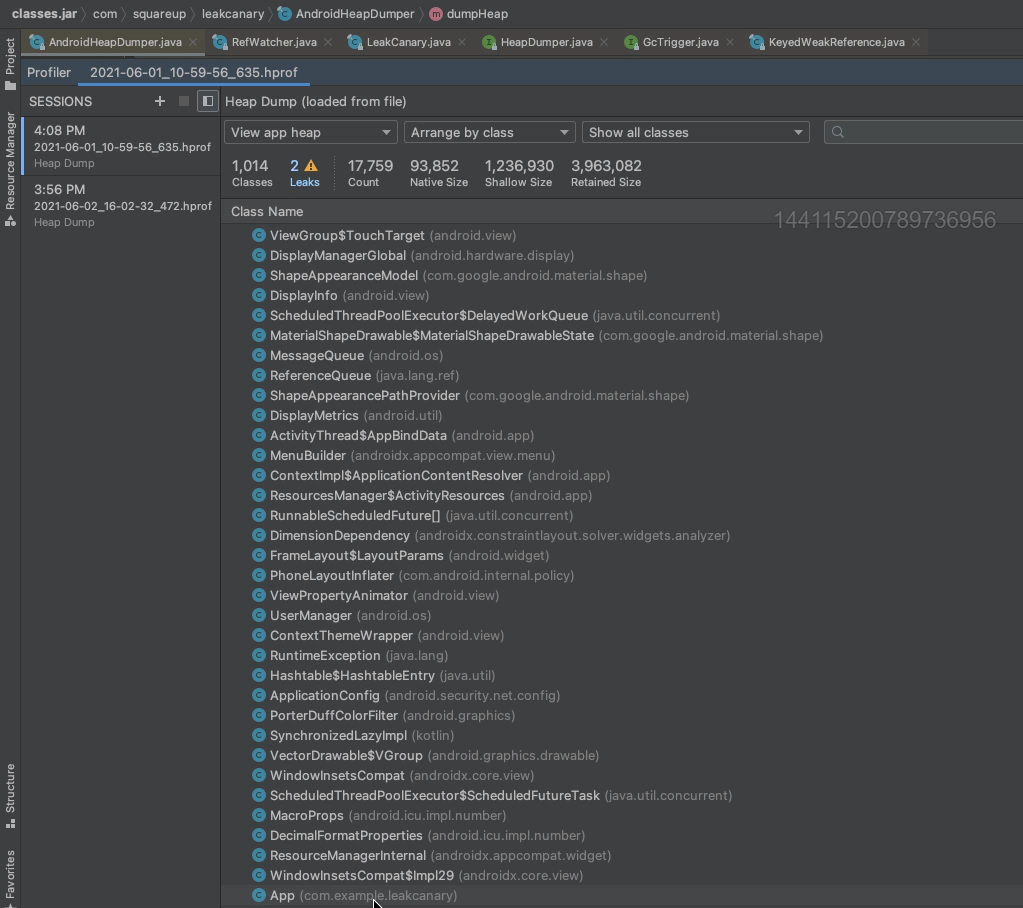 classes.jar com squareup leakcanary AndroidHeapDumper dumpHeap
AndroidHeapDumper.java RefWatcher.java LeakCanary.java HeapDumper.java GcTrigger.java KeyedWeakReference.java
Project
Resource Manager
Structure
Favorites
Profiler 2021-06-01_10-59-56_635.hprof
SESSIONS
4:08 PM
2021-06-01_10-59-56_635.hprof
Heap Dump
3:56 PM
2021-06-02_16-02-32_472.hprof
Heap Dump
Heap Dump (loaded from file)
View app heap Arrange by class Show all classes
1,014 2 17,759 93,852 1,236,930 3,963,082
Classes Leaks Count Native Size Shallow Size Retained Size
Class Name
144115200789736956
ViewGroup$TouchTarget (android.view)
DisplayManagerGlobal (android.hardware.display)
ShapeAppearanceModel (com.google.android.material.shape)
DisplayInfo (android.view)
ScheduledThreadPoolExecutor$DelayedWorkQueue (java.util.concurrent)
MaterialShapeDrawable$MaterialShapeDrawableState (com.google.android.material.shape)
MessageQueue (android.os)
ReferenceQueue (java.lang.ref)
ShapeAppearancePathProvider (com.google.android.material.shape)
DisplayMetrics (android.util)
ActivityThread$AppBindData (android.app)
MenuBuilder (androidx.appcompat.view.menu)
ContextImpl$ApplicationContentResolver (android.app)
ResourcesManager$ActivityResources (android.app)
RunnableScheduledFuture[] (java.util.concurrent)
DimensionDependency (androidx.constraintlayout.solver.widgets.analyzer)
FrameLayout$LayoutParams (android.widget)
PhoneLayoutInflater (com.android.internal.policy)
ViewPropertyAnimator (android.view)
UserManager (android.os)
ContextThemeWrapper (android.view)
RuntimeException (java.lang)
Hashtable$HashtableEntry (java.util)
ApplicationConfig (android.security.net.config)
PorterDuffColorFilter (android.graphics)
SynchronizedLazyImpl (kotlin)
VectorDrawable$VGroup (android.graphics.drawable)
WindowInsetsCompat (androidx.core.view)
ScheduledThreadPoolExecutor$ScheduledFutureTask (java.util.concurrent)
MacroProps (android.icu.impl.number)
DecimalFormatProperties (android.icu.impl.number)
ResourceManagerInternal (androidx.appcompat.widget)
WindowInsetsCompat$Impl29 (androidx.core.view)
App (com.example.leakcanary)